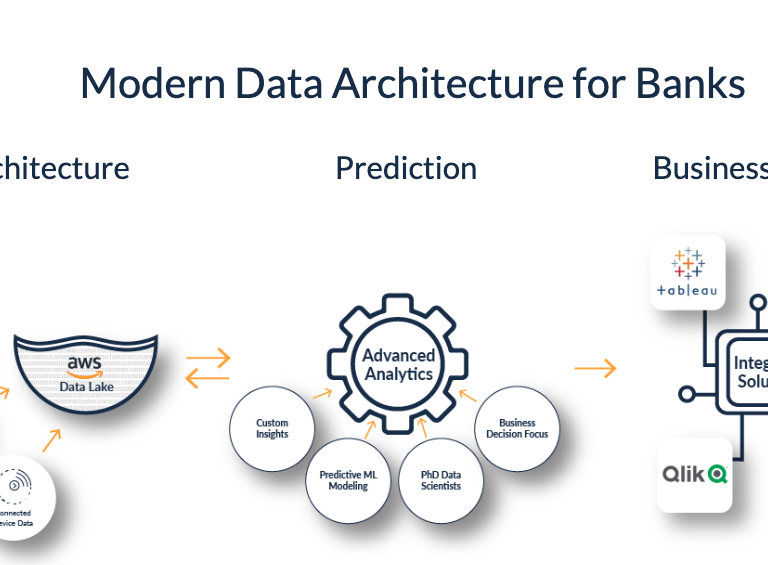 Modern Data Architecture for Banks
chitecture
Prediction
Business
+ableau
aws
Data Lake
Advanced
Analytics
Integ
Solu
Custom
Insights
Business
Decision Focus
Predictive ML
Modeling
PhD Data
Scientists
Qlik
onnected
evice Data